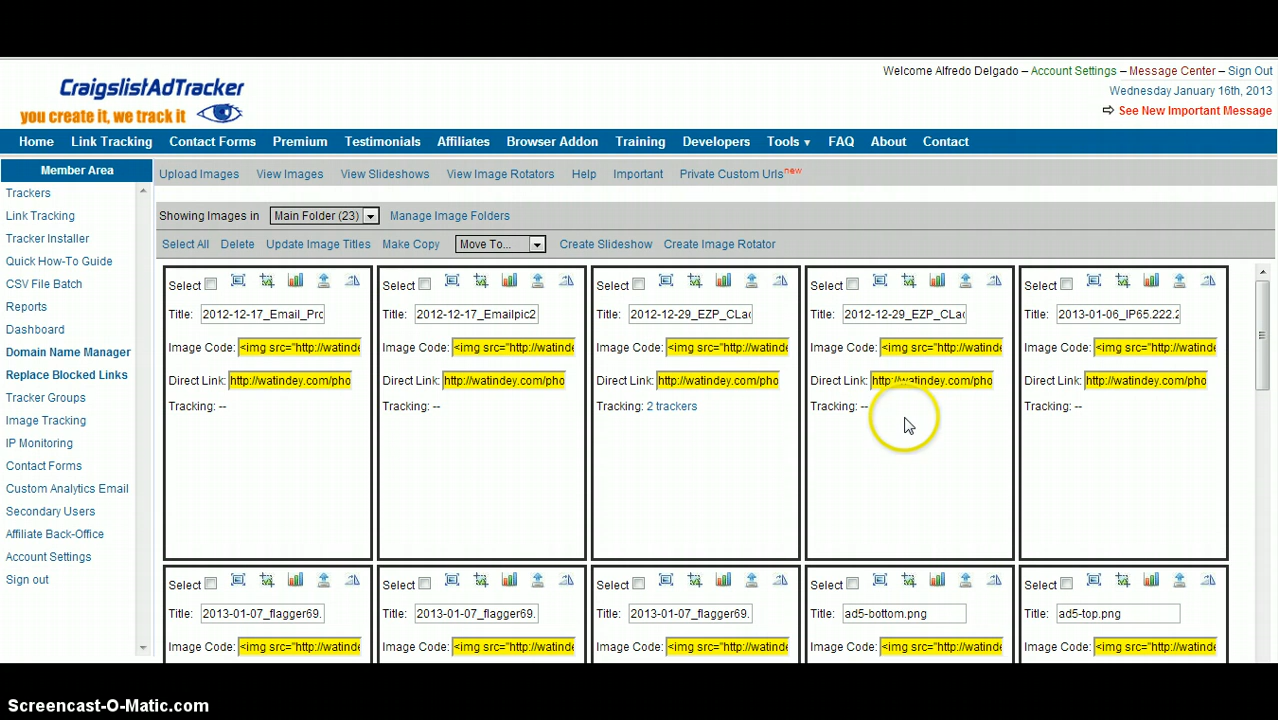 CraigslistAdTracker
you create it, we track it
Welcome Alfredo Delgado – Account Settings – Message Center – Sign Out
Wednesday January 16th, 2013
See New Important Message
Home Link Tracking Contact Forms Premium Testimonials Affiliates Browser Addon Training Developers Tools FAQ About Contact
Member Area
Trackers
Link Tracking
Tracker Installer
Quick How-To Guide
CSV File Batch
Reports
Dashboard
Domain Name Manager
Replace Blocked Links
Tracker Groups
Image Tracking
IP Monitoring
Contact Forms
Custom Analytics Email
Secondary Users
Affiliate Back-Office
Account Settings
Sign out
Upload Images View Images View Slideshows View Image Rotators Help Important Private Custom Urls new
Showing Images in Main Folder (23) Manage Image Folders
Select All Delete Update Image Titles Make Copy Move To... Create Slideshow Create Image Rotator
Select Select Select Select Select
Title: 2012-12-17_Email_Pro Title: 2012-12-17_Emailpic2 Title: 2012-12-29_EZP_CLac Title: 2012-12-29_EZP_CLac Title: 2013-01-06_IP65.222.2
Image Code: <img src="http://watinde Image Code: <img src="http://watinde Image Code: <img src="http://watinde Image Code: <img src="http://watinde Image Code: <img src="http://watinde
Direct Link: http://watindey.com/pho Direct Link: http://watindey.com/pho Direct Link: http://watindey.com/pho Direct Link: http://watindey.com/pho Direct Link: http://watindey.com/pho
Tracking: -- Tracking: -- Tracking: 2 trackers Tracking: -- Tracking: --
Select Select Select Select Select
Title: 2013-01-07_flagger69. Title: 2013-01-07_flagger69. Title: 2013-01-07_flagger69. Title: ad5-bottom.png Title: ad5-top.png
Image Code: <img src="http://watinde Image Code: <img src="http://watinde Image Code: <img src="http://watinde Image Code: <img src="http://watinde Image Code: <img src="http://watinde
Screencast-O-Matic.com